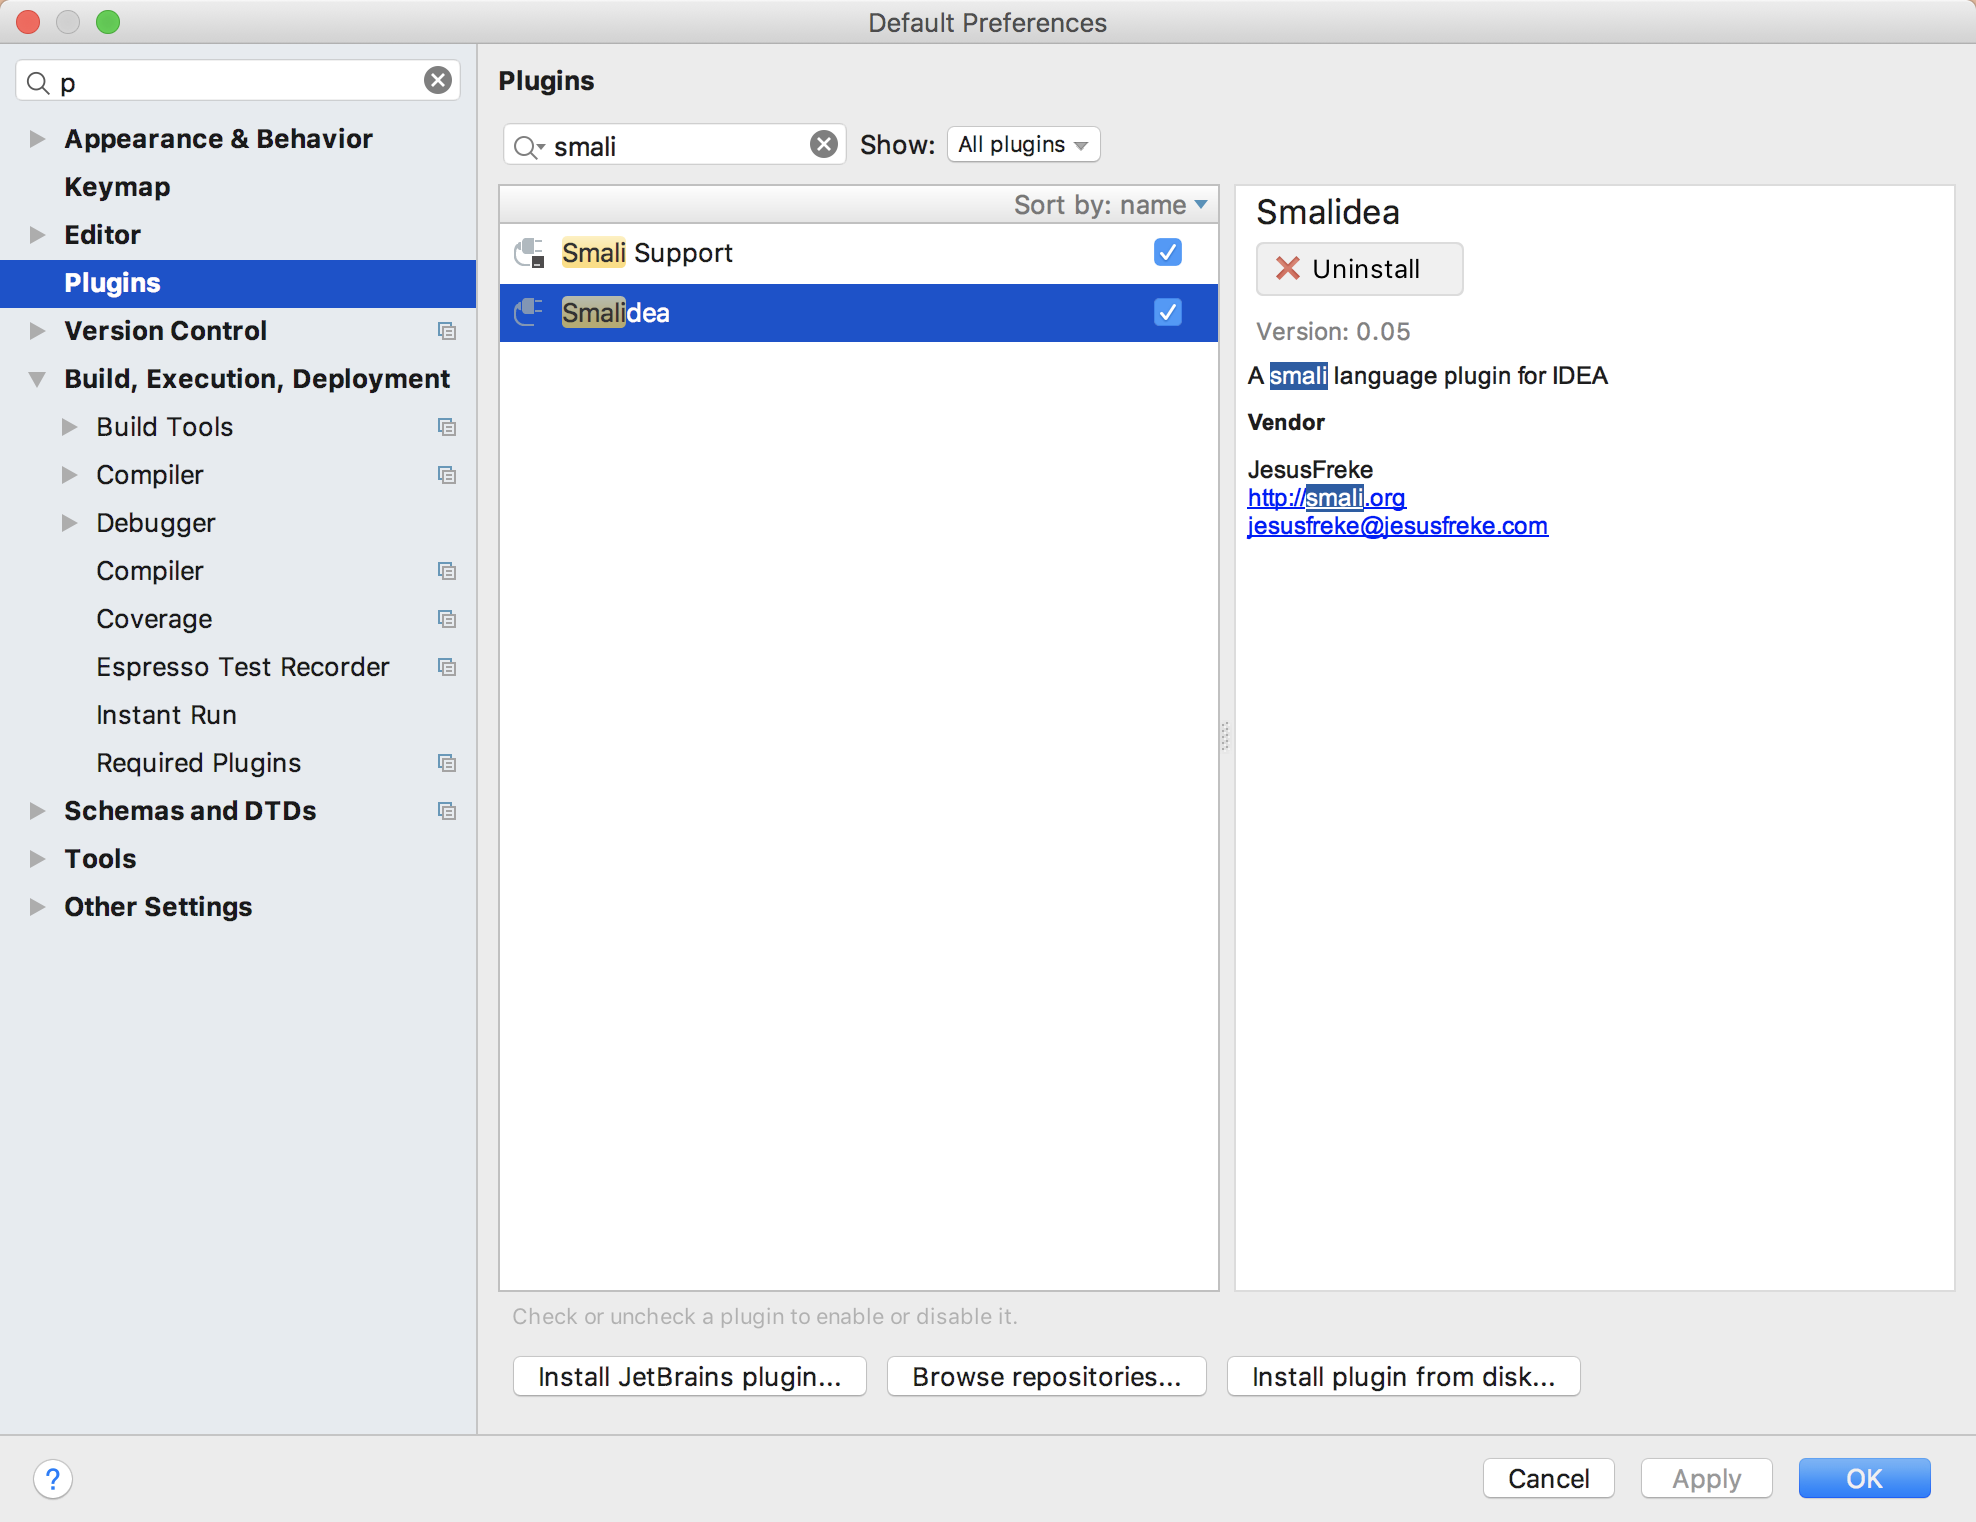 Default Preferences
p
Appearance & Behavior
Keymap
Editor
Plugins
Version Control
Build, Execution, Deployment
Build Tools
Compiler
Debugger
Compiler
Coverage
Espresso Test Recorder
Instant Run
Required Plugins
Schemas and DTDs
Tools
Other Settings
Plugins
smali
Show: All plugins
Sort by: name
Smali Support
Smalidea
Smalidea
Uninstall
Version: 0.05
A smali language plugin for IDEA
Vendor
JesusFreke
http://smali.org
jesusfreke@jesusfreke.com
Check or uncheck a plugin to enable or disable it.
Install JetBrains plugin... Browse repositories... Install plugin from disk...
? Cancel Apply OK